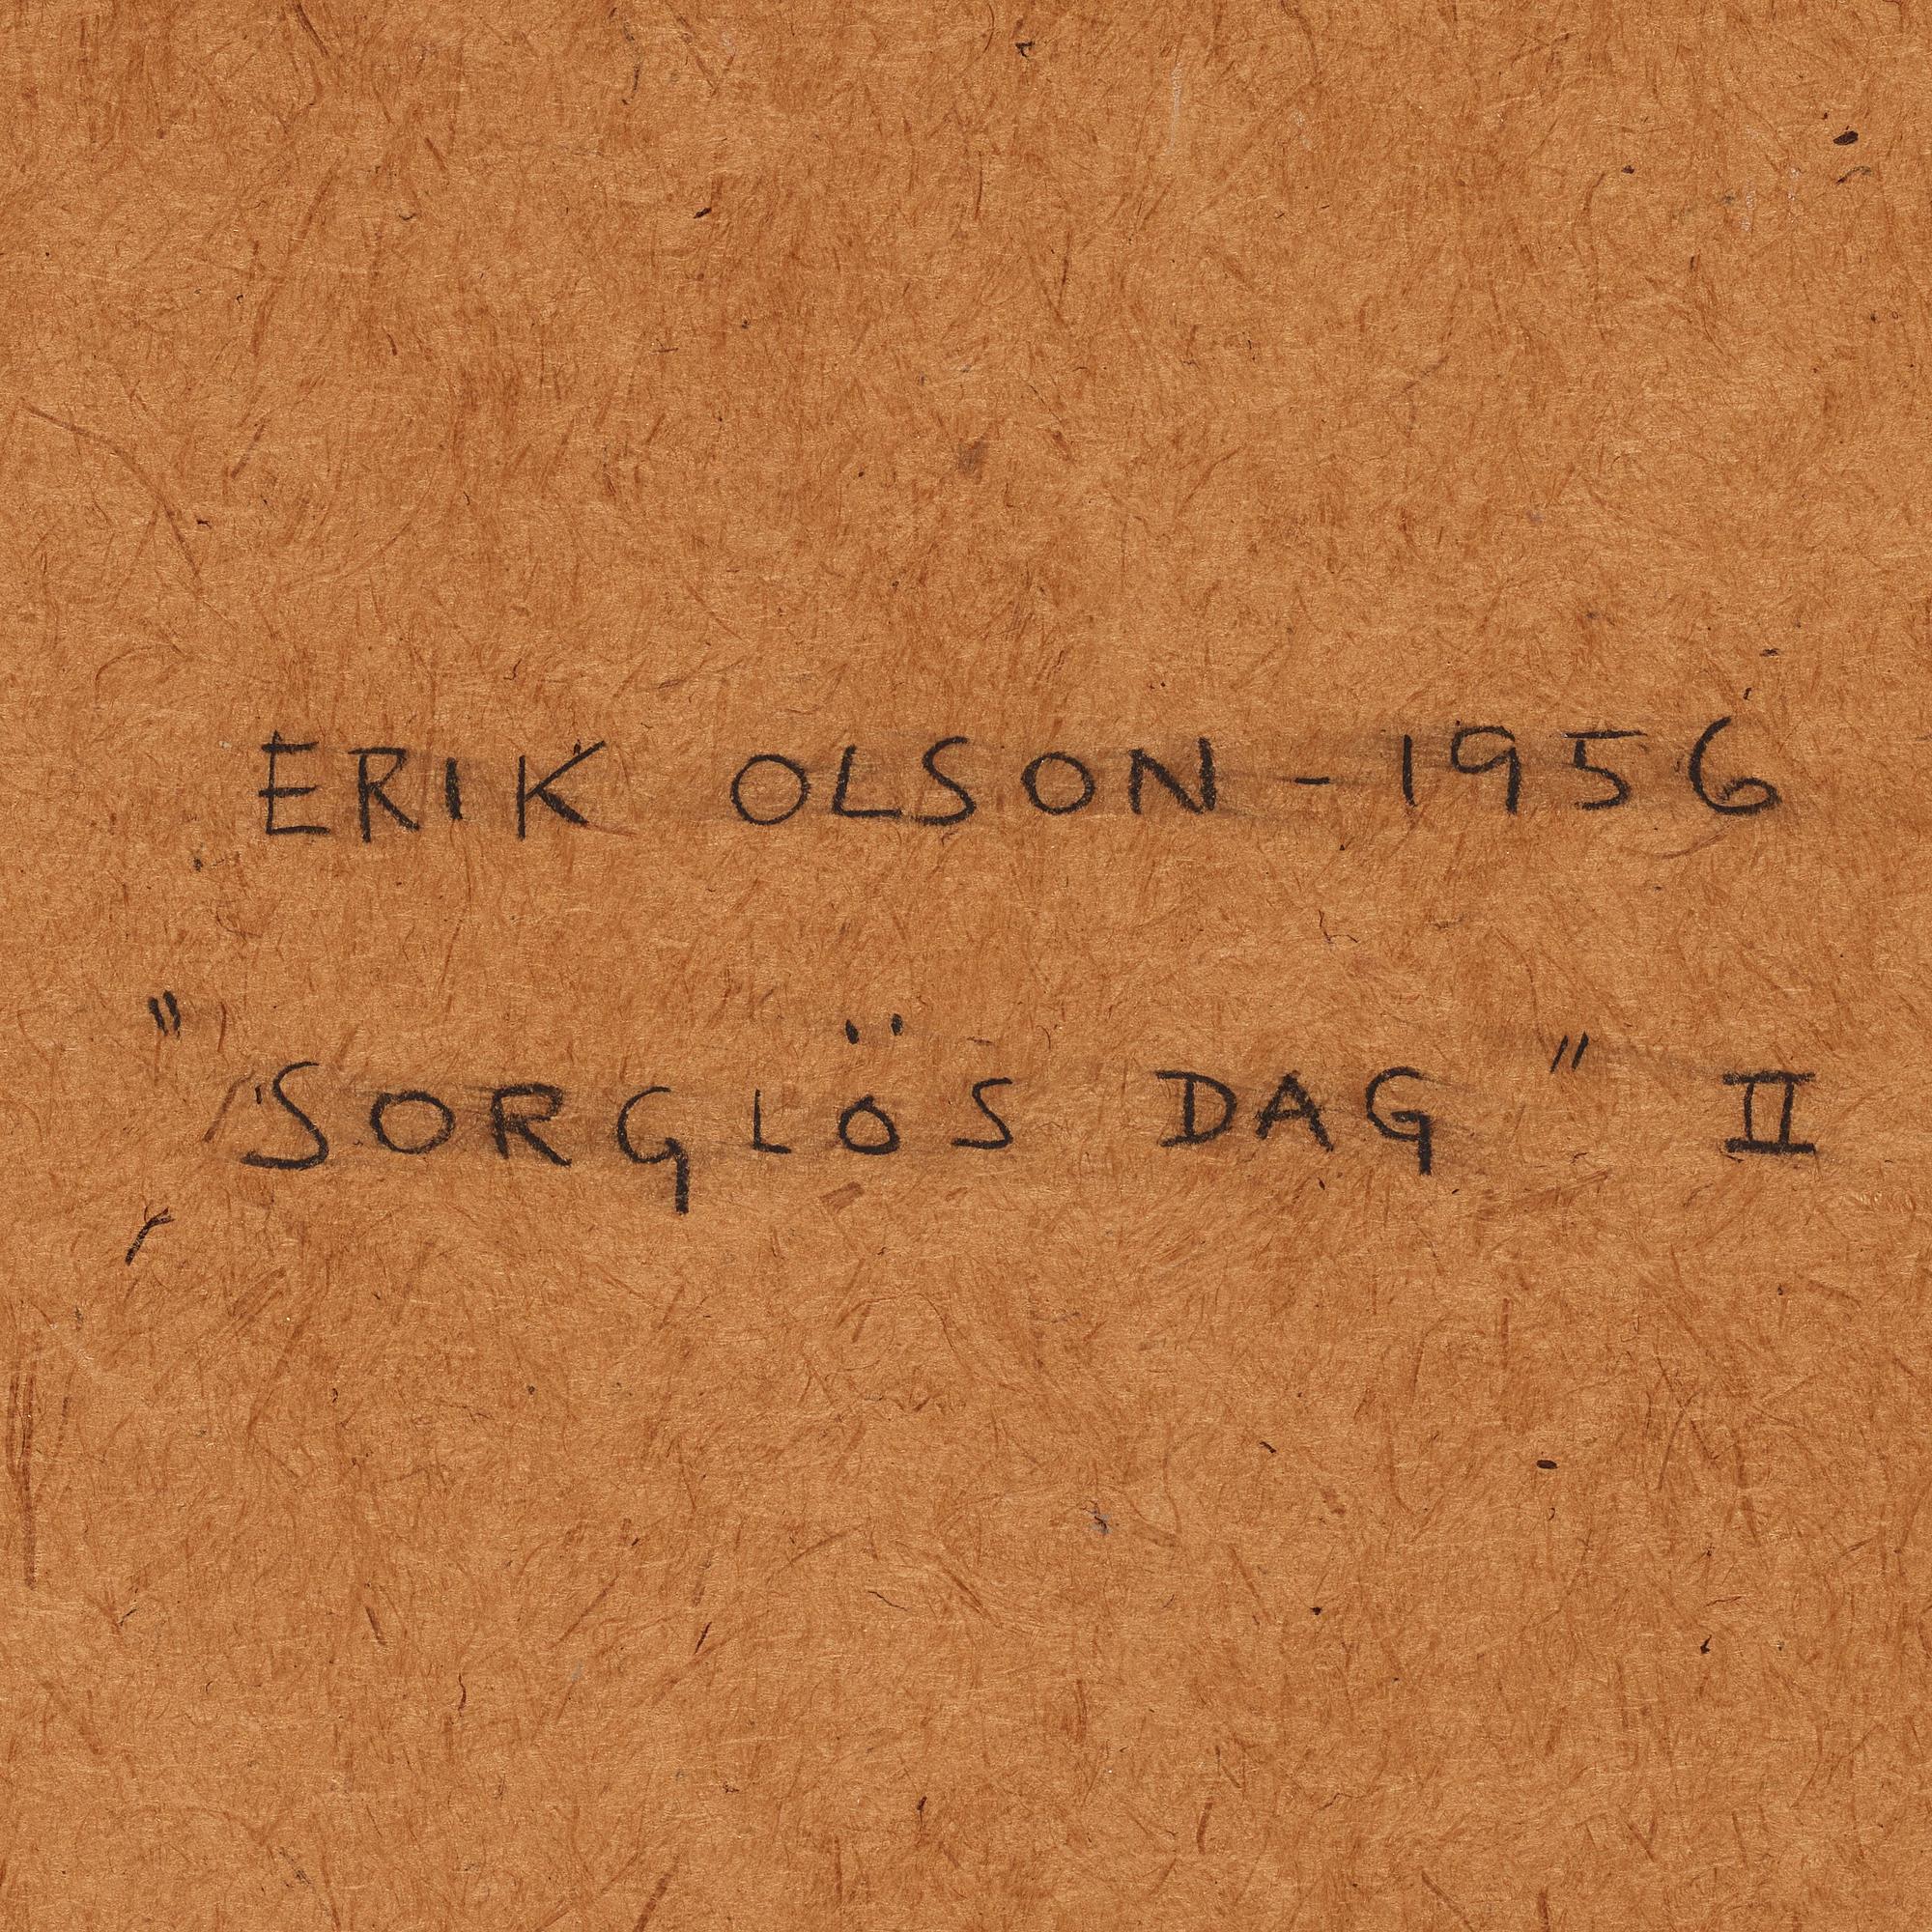 ERIK OLSON - 1956
"SORGLÖS DAG" II